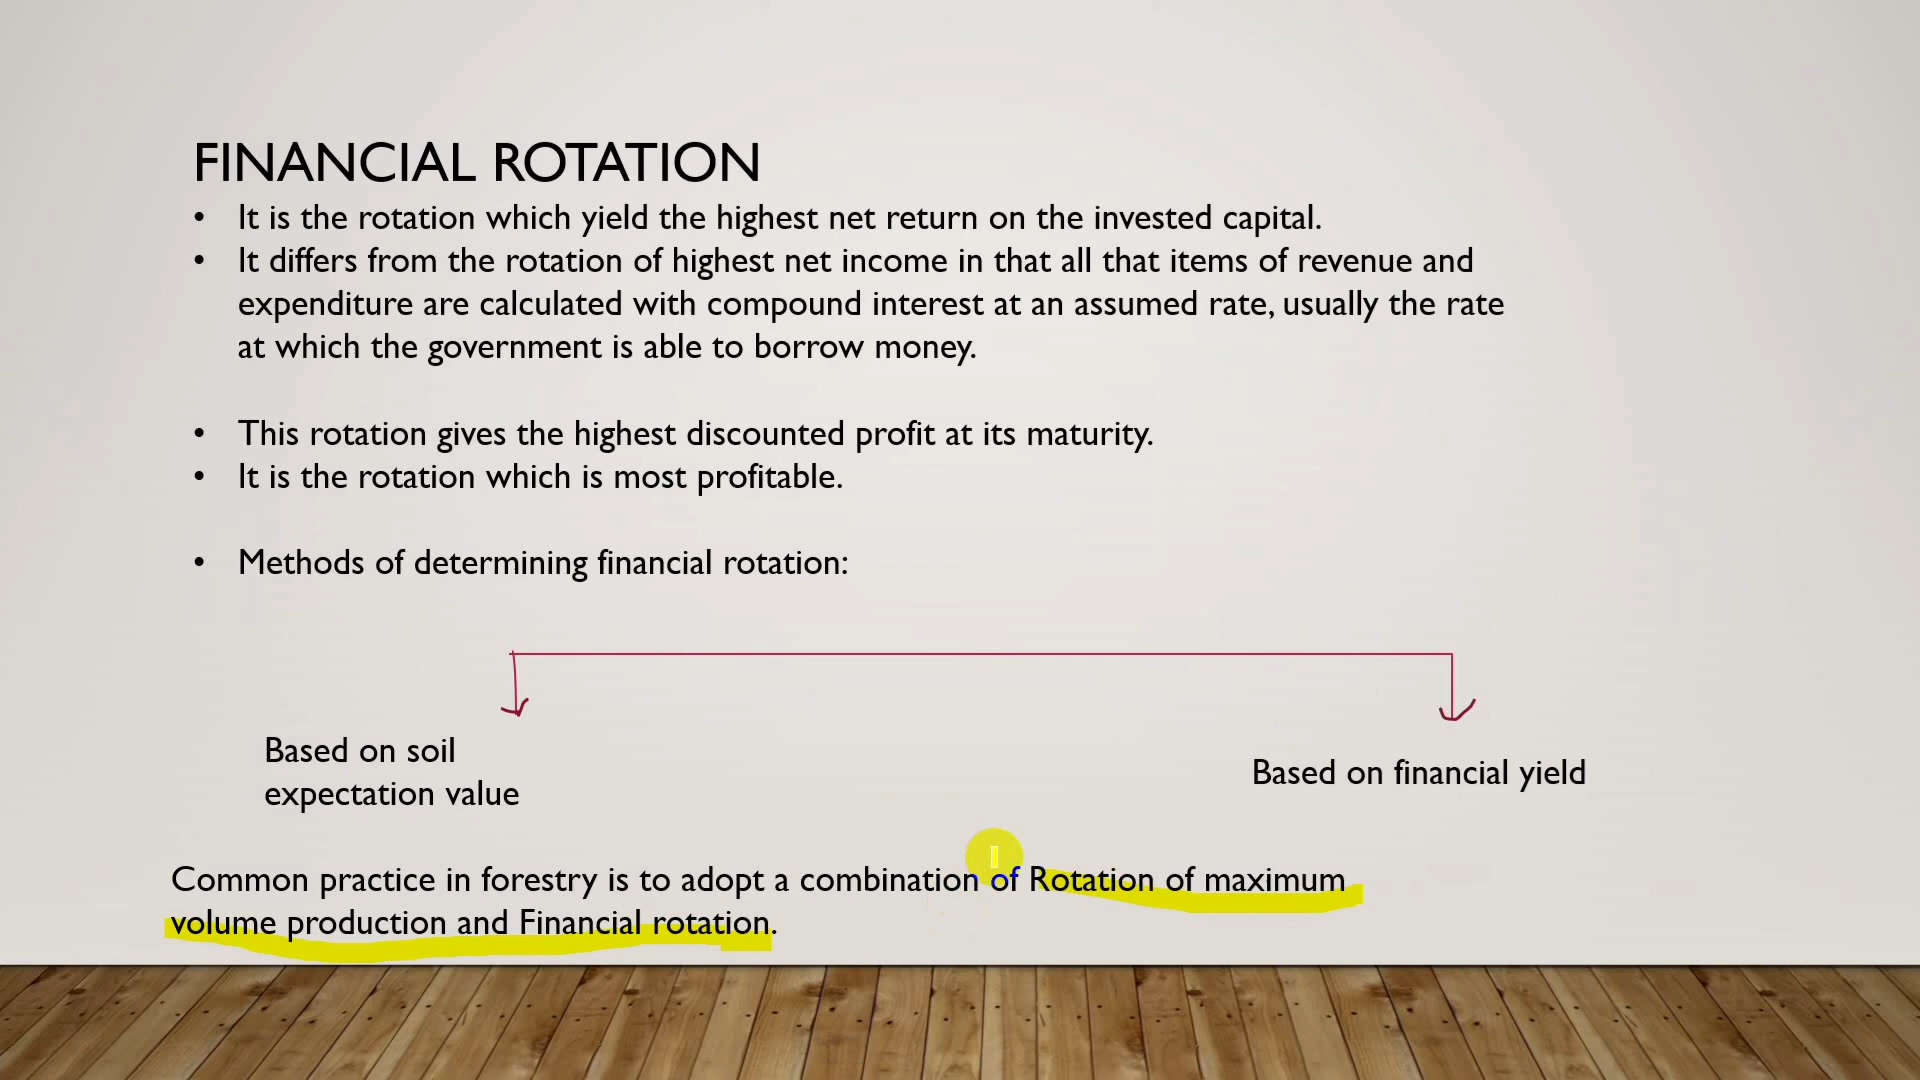 FINANCIAL ROTATION
• It is the rotation which yield the highest net return on the invested capital.
• It differs from the rotation of highest net income in that all that items of revenue and
expenditure are calculated with compound interest at an assumed rate, usually the rate
at which the government is able to borrow money.
• This rotation gives the highest discounted profit at its maturity.
• It is the rotation which is most profitable.
• Methods of determining financial rotation:
Based on soil
expectation value
Based on financial yield
Common practice in forestry is to adopt a combination of Rotation of maximum
volume production and Financial rotation.